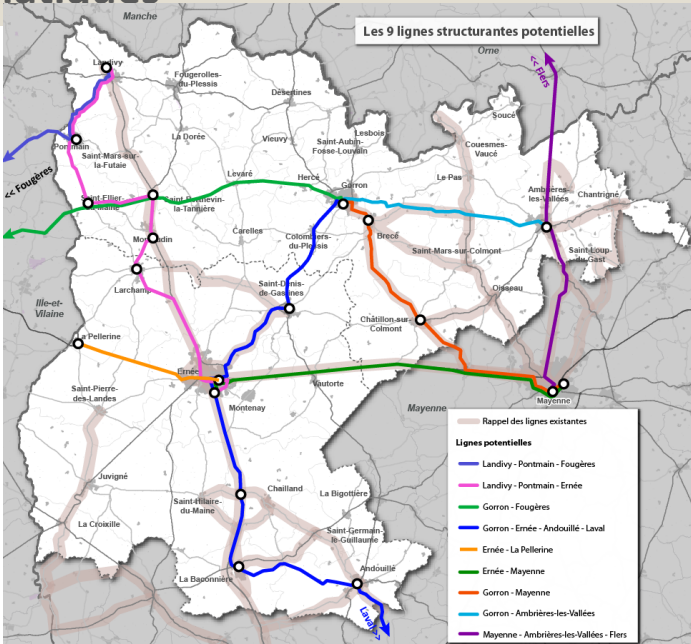 Les 9 lignes structurantes potentielles
Manche
Orne
<< Flers
Landivy
Fougerolles-
du-Plessis
Désertines
Soucé
Lesbois
Couesmes-
Vaucé
La Dorée
Vieuvy
Saint-Aubin-
Fosse-Louvain
Pontmain
Saint-Mars-sur-
la-Futaie
<< Fougères
Levaré
Hercé
Gorron
Le Pas
Ambrières-
les-Vallées
Chantrigné
Saint-Ellier-
du-Maine
Saint-Berthevin-
la-Tannière
Carelles
Colombiers-
du-Plessis
Brecé
Saint-Mars-sur-Colmont
Saint-Loup
-du-Gast
Montaudin
Larchamp
Saint-Denis-
de-Gastines
Oisseau
Ille-et-
Vilaine
Châtillon-sur-
Colmont
La Pellerine
Ernée
Vautorte
Saint-Pierre-
des-Landes
Montenay
Mayenne
Mayenne
Juvigné
Chailland
La Bigottière
Saint-Hilaire-
du-Maine
La Croixille
Saint-Germain-
le-Guillaume
La Baconnière
Andouillé
Laval >>
Rappel des lignes existantes
Lignes potentielles
Landivy - Pontmain - Fougères
Landivy - Pontmain - Ernée
Gorron - Fougères
Gorron - Ernée - Andouillé - Laval
Ernée - La Pellerine
Ernée - Mayenne
Gorron - Mayenne
Gorron - Ambrières-les-Vallées
Mayenne - Ambrières-les-Vallées - Flers